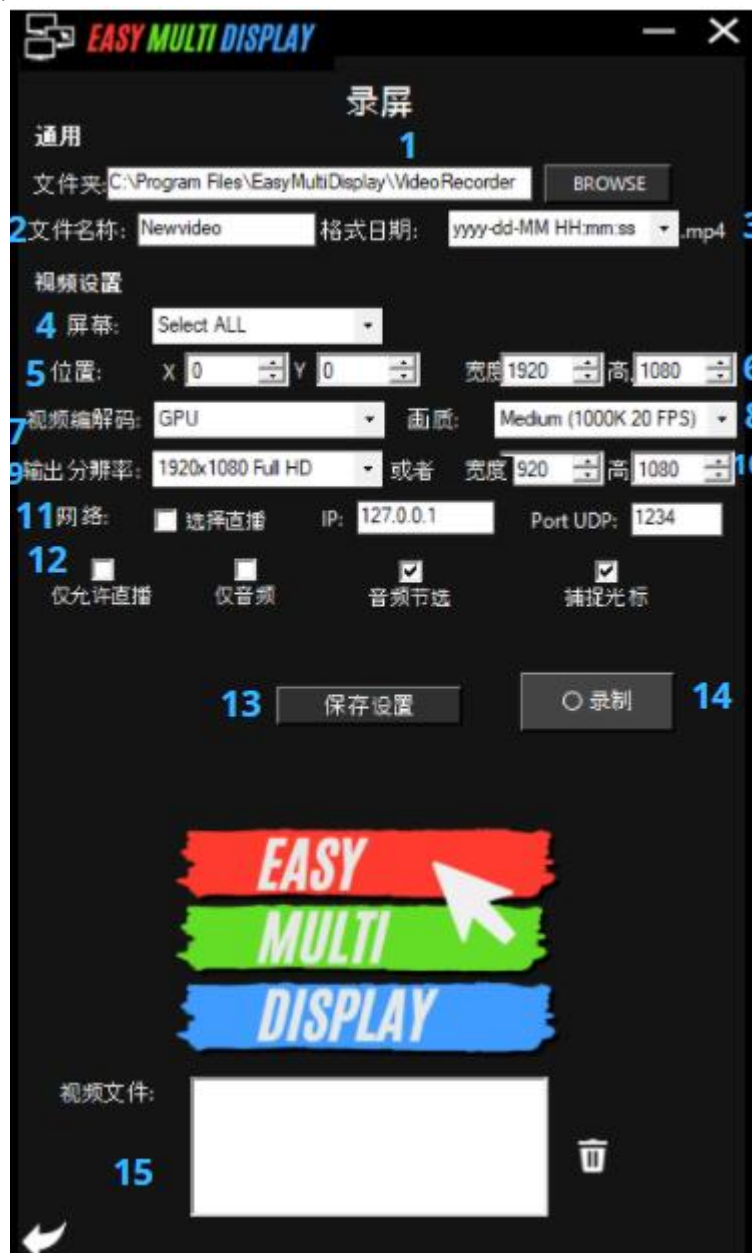 EASY MULTI DISPLAY
录屏
通用
1
文件夹: C:\Program Files\EasyMultiDisplay\VideoRecorder BROWSE
2 文件名称: Newvideo 格式日期: yyyy-dd-MM HH:mm:ss .mp4 3
视频设置
4 屏幕: Select ALL
5 位置: X 0 Y 0 宽度 1920 高 1080 6
7 视频编解码: GPU 画质: Medium (1000K 20 FPS) 8
9 输出分辨率: 1920x1080 Full HD 或者 宽度 920 高 1080 10
11 网络: 选择直播 IP: 127.0.0.1 Port UDP: 1234
12
仅允许直播 仅音频 音频节选 捕捉光标
13 保存设置 录制 14
EASY
MULTI
DISPLAY
视频文件:
15